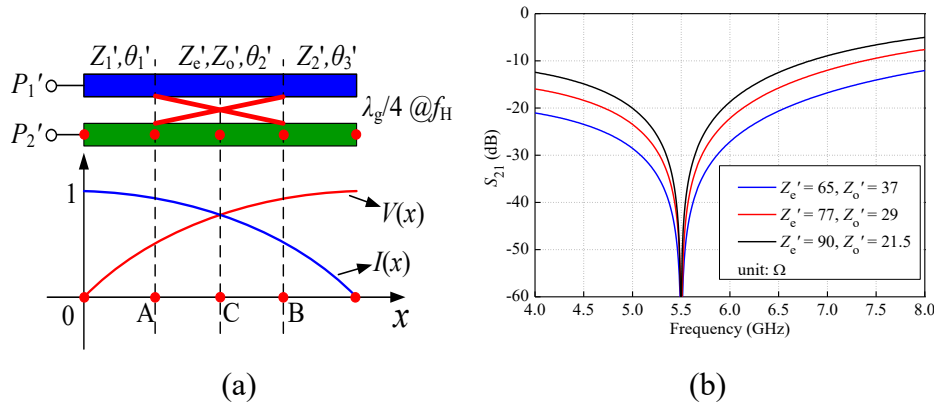 Z₁',θ₁' Zₑ',Zₒ',θ₂' Z₂',θ₃'
P₁'
λg/4 @fH
P₂'
1
V(x)
I(x)
0 A C B x
(a)
0
-10
-20
-30
-40
-50
-60
S₂₁ (dB)
Zₑ' = 65, Zₒ' = 37
Zₑ' = 77, Zₒ' = 29
Zₑ' = 90, Zₒ' = 21.5
unit: Ω
4.0 4.5 5.0 5.5 6.0 6.5 7.0 7.5 8.0
Frequency (GHz)
(b)